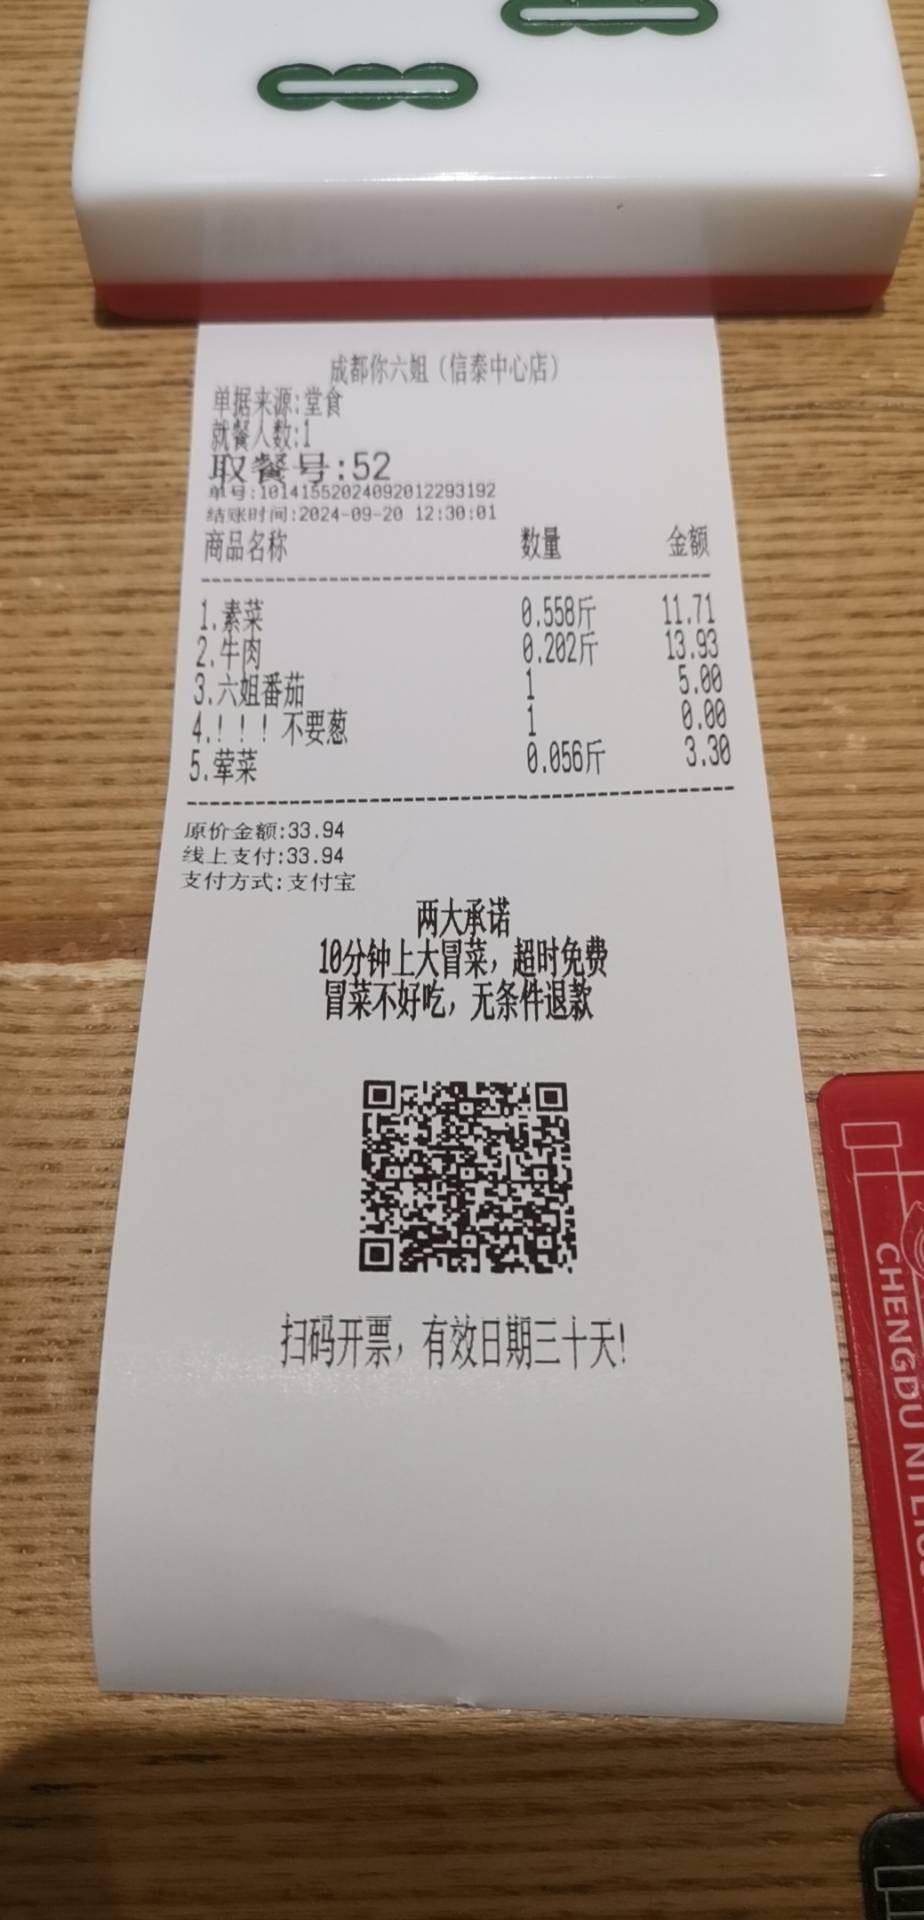 成都你六姐（信泰中心店）
单据来源:堂食
就餐人数:1
取餐号:52
单号:101415520240920122931​92
结账时间:2024-09-20 12:30:01
商品名称 数量 金额
1.素菜 0.558斤 11.71
2.牛肉 0.202斤 13.93
3.六姐番茄 1 5.00
4.！！！不要葱 1 0.00
5.荤菜 0.056斤 3.30
原价金额:33.94
线上支付:33.94
支付方式:支付宝
两大承诺
10分钟上大冒菜，超时免费
冒菜不好吃，无条件退款
扫码开票，有效日期三十天!
CHENGDU NI